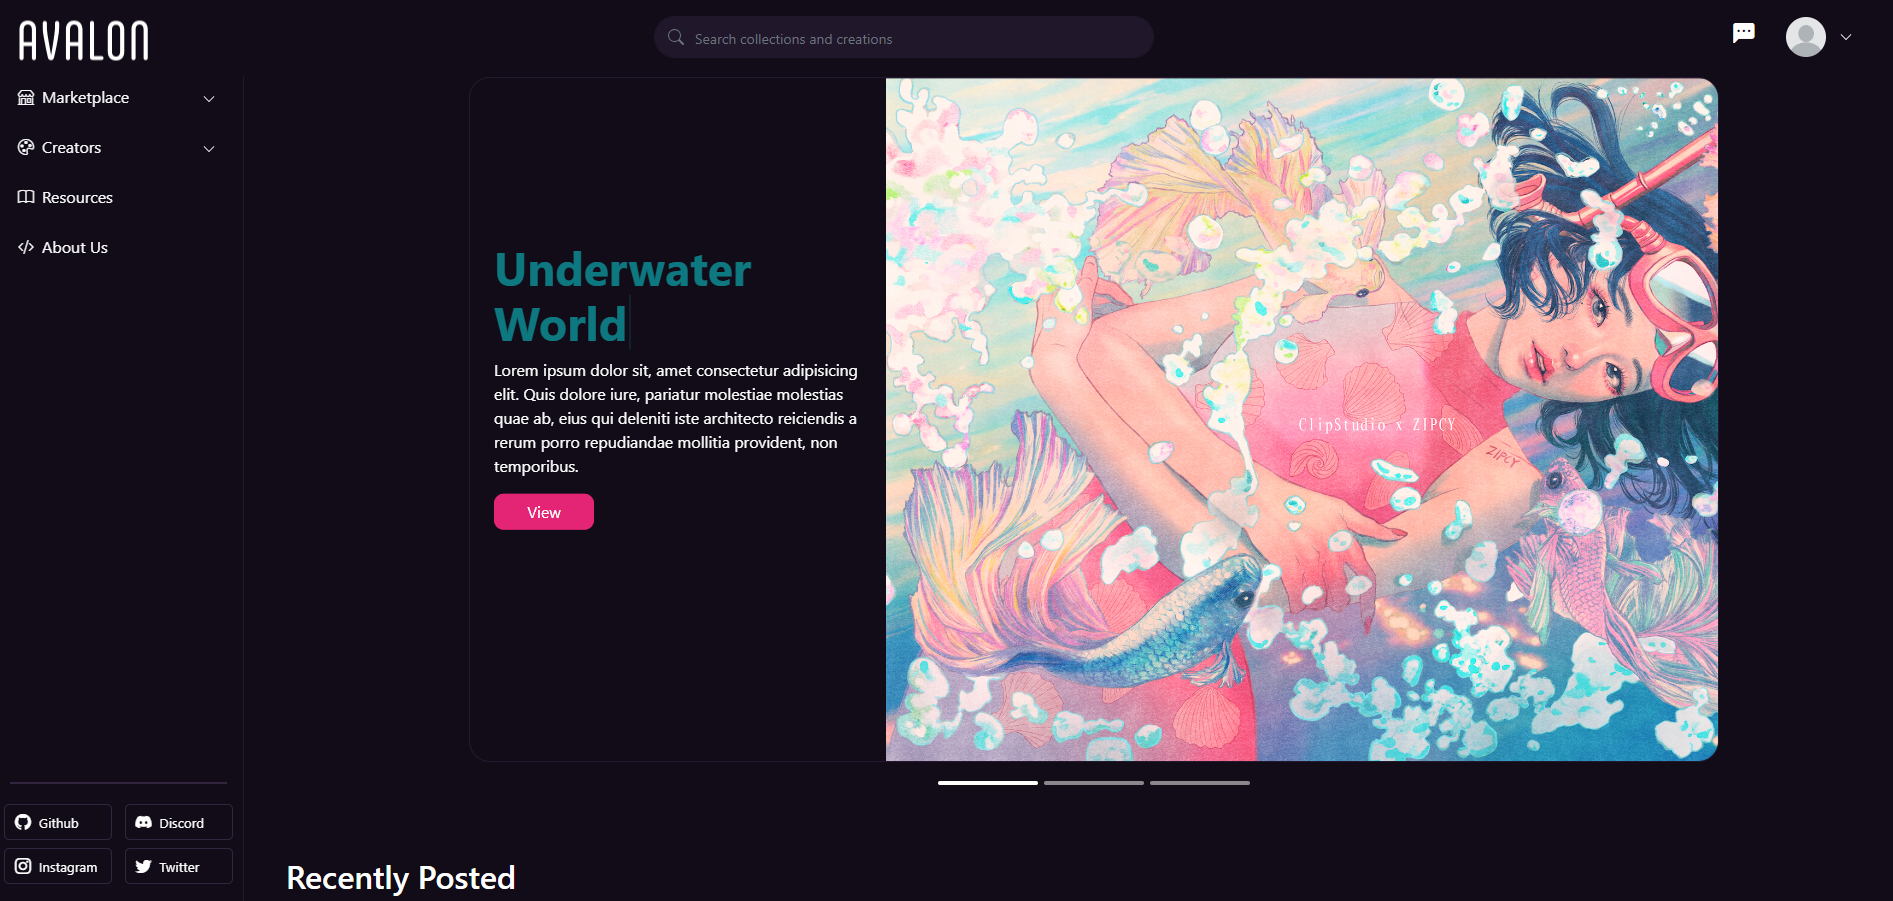 AVALON
Search collections and creations
Marketplace
Creators
Resources
About Us
Underwater
World
Lorem ipsum dolor sit, amet consectetur adipisicing
elit. Quis dolore iure, pariatur molestiae molestias
quae ab, eius qui deleniti iste architecto reiciendis a
rerum porro repudiandae mollitia provident, non
temporibus.
View
ClipStudio x ZIPCY
ZIPCY
Github
Discord
Instagram
Twitter
Recently Posted